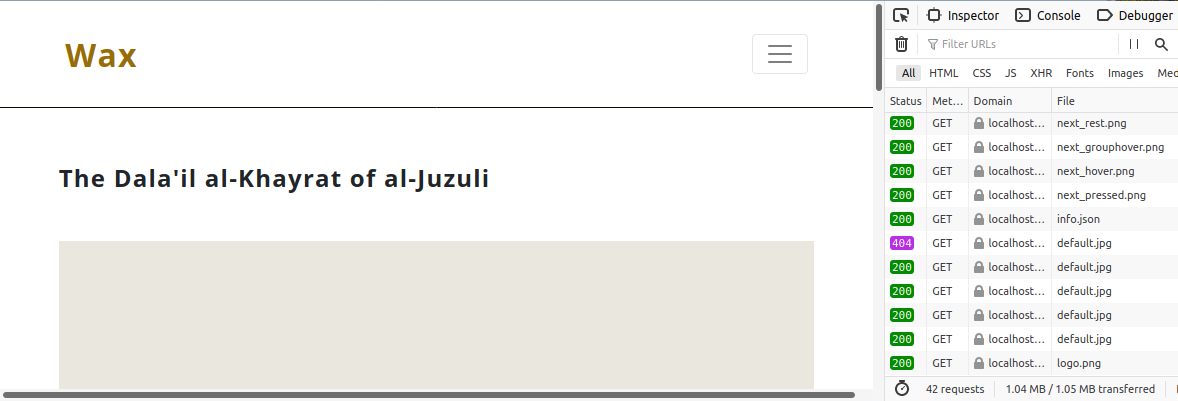 Wax
The Dala'il al-Khayrat of al-Juzuli
Inspector Console Debugger
Filter URLs
All HTML CSS JS XHR Fonts Images Med
Status Met... Domain File
200 GET localhost... next_rest.png
200 GET localhost... next_grouphover.png
200 GET localhost... next_hover.png
200 GET localhost... next_pressed.png
200 GET localhost... info.json
404 GET localhost... default.jpg
200 GET localhost... default.jpg
200 GET localhost... default.jpg
200 GET localhost... default.jpg
200 GET localhost... default.jpg
200 GET localhost... logo.png
42 requests 1.04 MB / 1.05 MB transferred